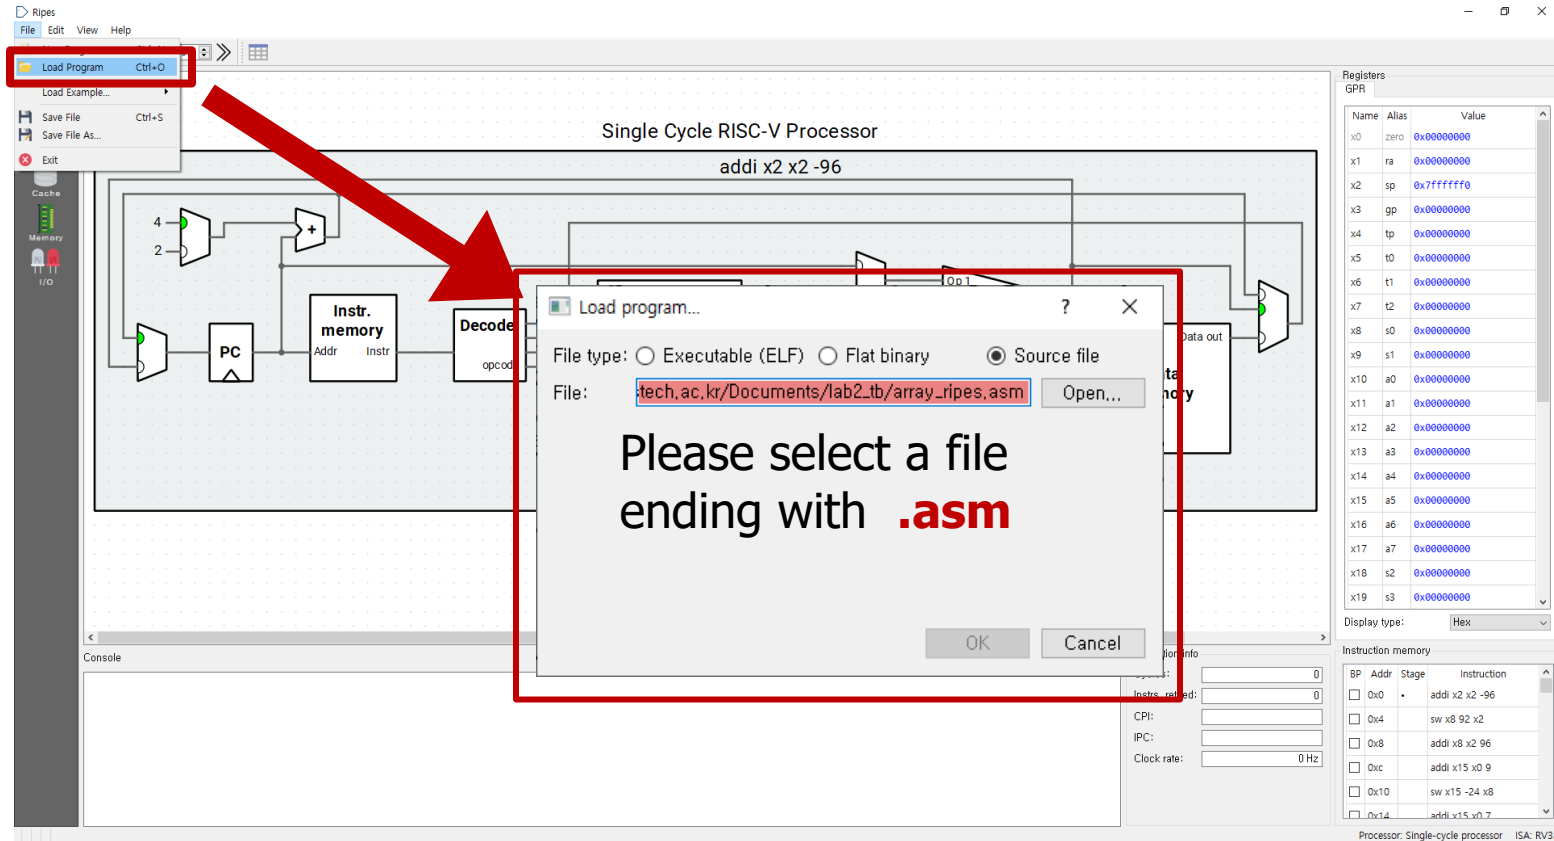 Ripes
File Edit View Help
Load Program Ctrl+O
Load Example...
Save File Ctrl+S
Save File As...
Exit
Cache
Memory
I/O
Single Cycle RISC-V Processor
addi x2 x2 -96
4
2
+
Instr.
memory
Addr Instr
PC
Decode
opcod
Op1
Data out
Load program... ?
File type: Executable (ELF) Flat binary Source file
File: tech.ac.kr/Documents/lab2_tb/array_ripes.asm Open...
Please select a file
ending with .asm
OK Cancel
Console
Instrs. retired: 0
CPI:
IPC:
Clock rate: 0 Hz
Registers
GPR
Name Alias Value
x0 zero 0x00000000
x1 ra 0x00000000
x2 sp 0x7ffffff0
x3 gp 0x00000000
x4 tp 0x00000000
x5 t0 0x00000000
x6 t1 0x00000000
x7 t2 0x00000000
x8 s0 0x00000000
x9 s1 0x00000000
x10 a0 0x00000000
x11 a1 0x00000000
x12 a2 0x00000000
x13 a3 0x00000000
x14 a4 0x00000000
x15 a5 0x00000000
x16 a6 0x00000000
x17 a7 0x00000000
x18 s2 0x00000000
x19 s3 0x00000000
Display type: Hex
Instruction memory
BP Addr Stage Instruction
0x0 • addi x2 x2 -96
0x4 sw x8 92 x2
0x8 addi x8 x2 96
0xc addi x15 x0 9
0x10 sw x15 -24 x8
0x14 addi x15 x0 7
Processor: Single-cycle processor ISA: RV3